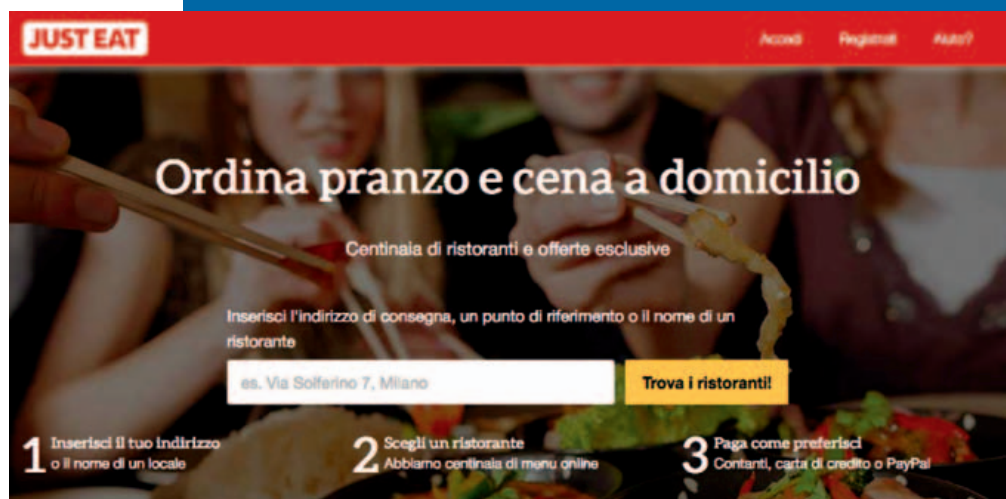 JUST EAT
Accedi Registrati Aiuto?
Ordina pranzo e cena a domicilio
Centinaia di ristoranti e offerte esclusive
Inserisci l'indirizzo di consegna, un punto di riferimento o il nome di un
ristorante
es. Via Solferino 7, Milano
Trova i ristoranti!
1 Inserisci il tuo indirizzo
o il nome di un locale
2 Scegli un ristorante
Abbiamo centinaia di menu online
3 Paga come preferisci
Contanti, carta di credito o PayPal